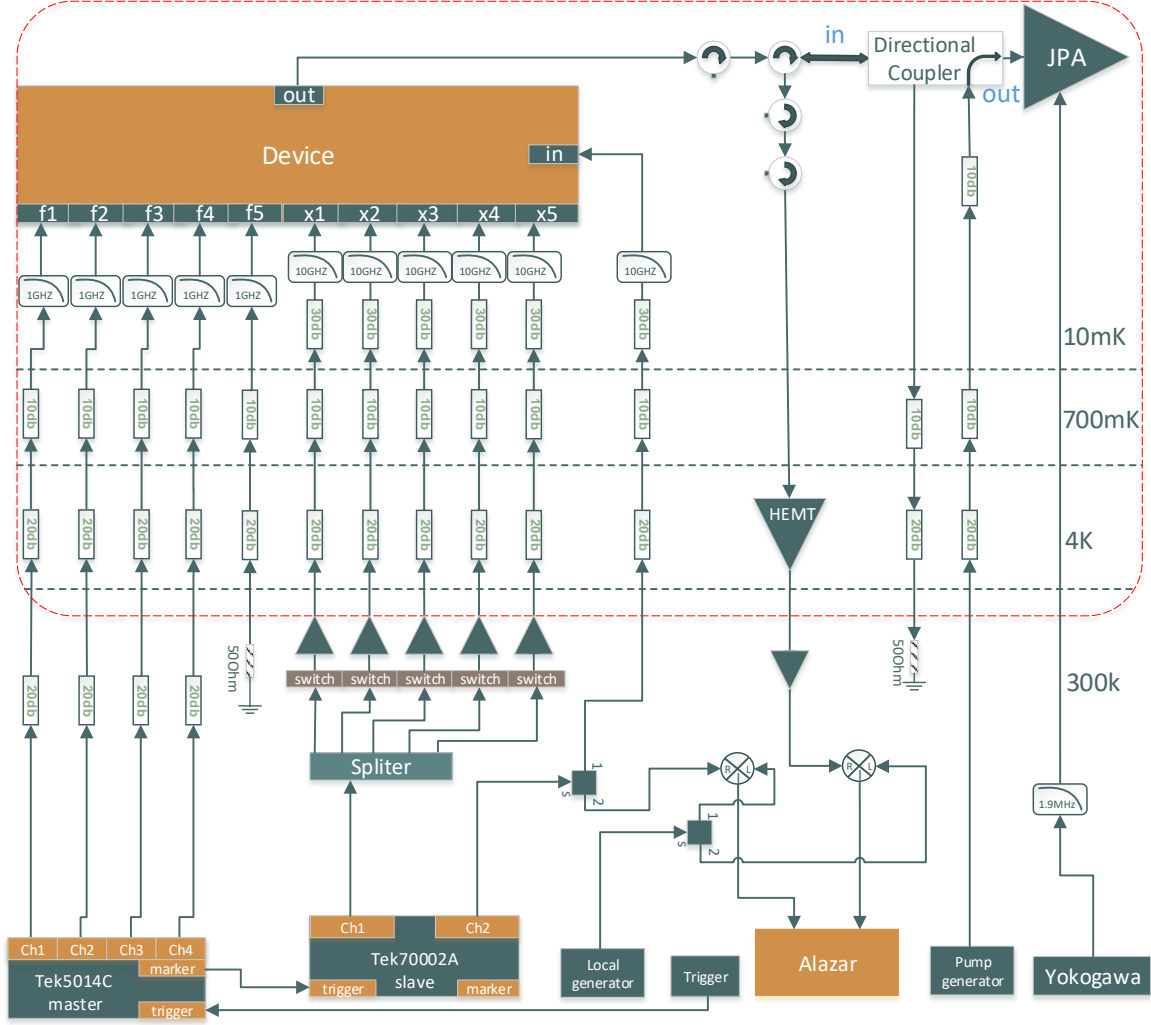 in
Directional
Coupler
JPA
out
out
Device
in
f1 f2 f3 f4 f5 x1 x2 x3 x4 x5
10db
10GHZ 10GHZ 10GHZ 10GHZ 10GHZ 10GHZ
1GHZ 1GHZ 1GHZ 1GHZ 1GHZ
30db 30db 30db 30db 30db 30db
10mK
10db 10db 10db 10db 10db 10db 10db 10db 10db 10db 10db 10db 10db
700mK
HEMT
20db 20db 20db 20db 20db 20db 20db 20db 20db 20db 20db 20db 20db
4K
50Ohm
50Ohm
switch switch switch switch switch
300k
20db 20db 20db 20db
Spliter
1
s
2
R L
R L
1
s
2
1.9MHz
Ch1 Ch2 Ch3 Ch4
marker
Tek5014C
master
trigger
Ch1 Ch2
Tek70002A
slave
trigger marker
Local
generator
Trigger
Alazar
Pump
generator
Yokogawa